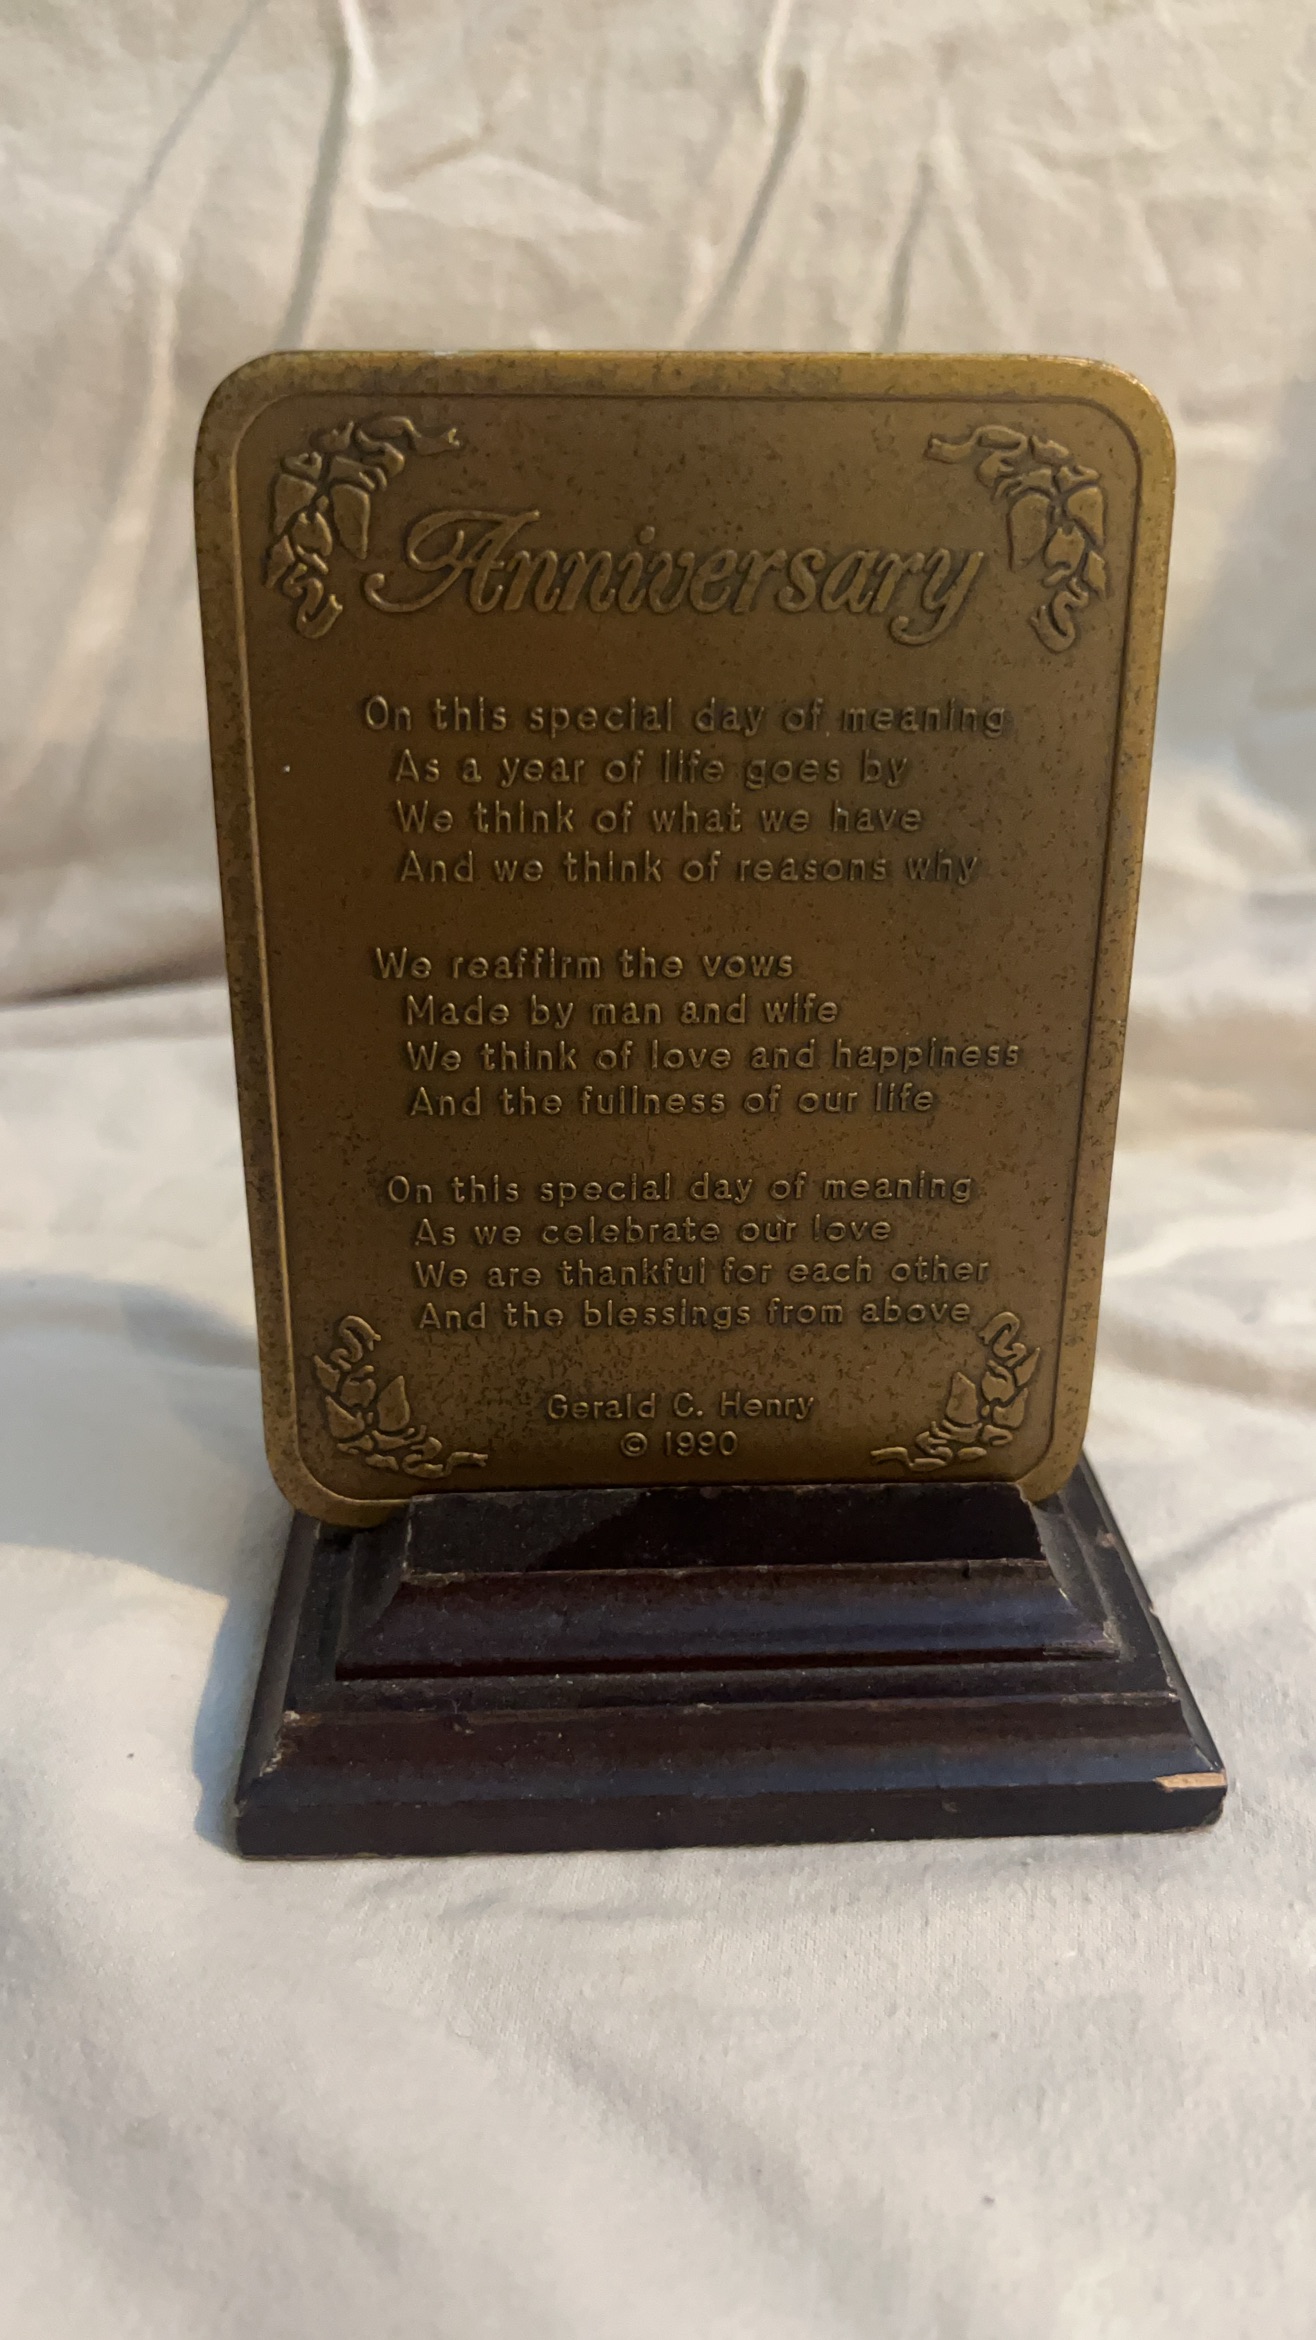 Anniversary
On this special day of meaning
As a year of life goes by
We think of what we have
And we think of reasons why
We reaffirm the vows
Made by man and wife
We think of love and happiness
And the fullness of our life
On this special day of meaning
As we celebrate our love
We are thankful for each other
And the blessings from above
Gerald C. Henry
© 1990